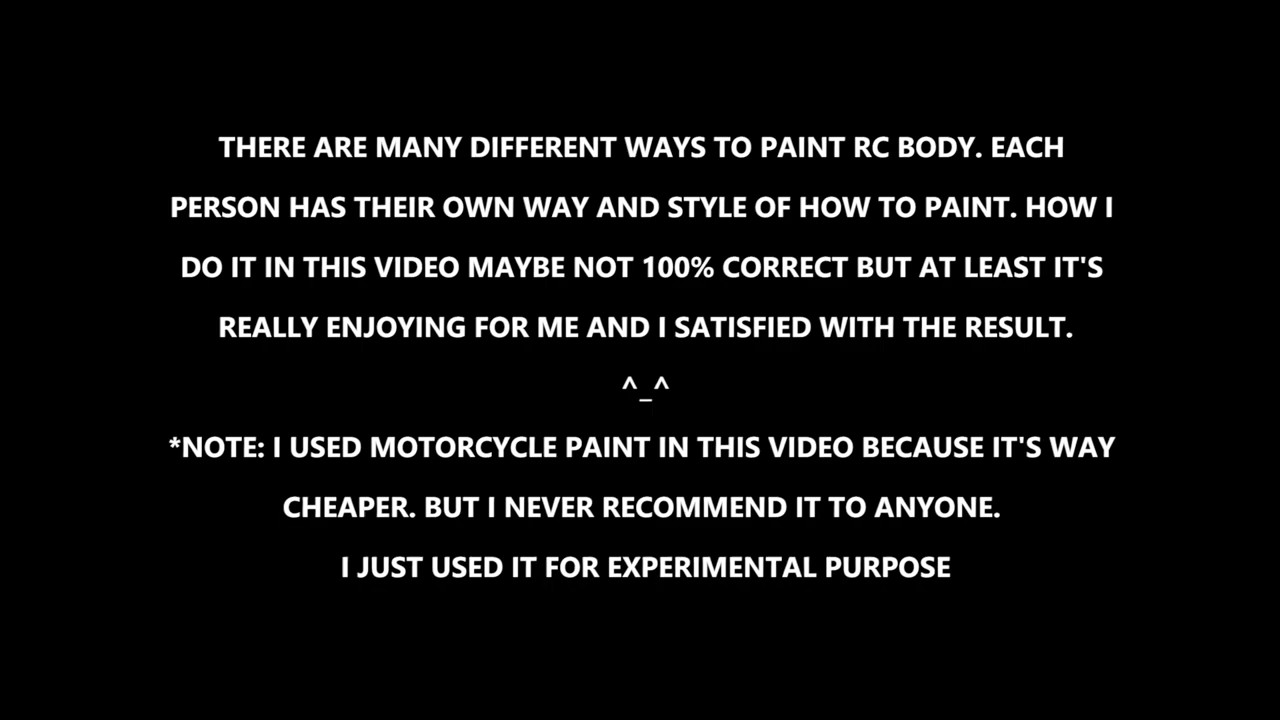 THERE ARE MANY DIFFERENT WAYS TO PAINT RC BODY. EACH
PERSON HAS THEIR OWN WAY AND STYLE OF HOW TO PAINT. HOW I
DO IT IN THIS VIDEO MAYBE NOT 100% CORRECT BUT AT LEAST IT'S
REALLY ENJOYING FOR ME AND I SATISFIED WITH THE RESULT.
^_^
*NOTE: I USED MOTORCYCLE PAINT IN THIS VIDEO BECAUSE IT'S WAY
CHEAPER. BUT I NEVER RECOMMEND IT TO ANYONE.
I JUST USED IT FOR EXPERIMENTAL PURPOSE